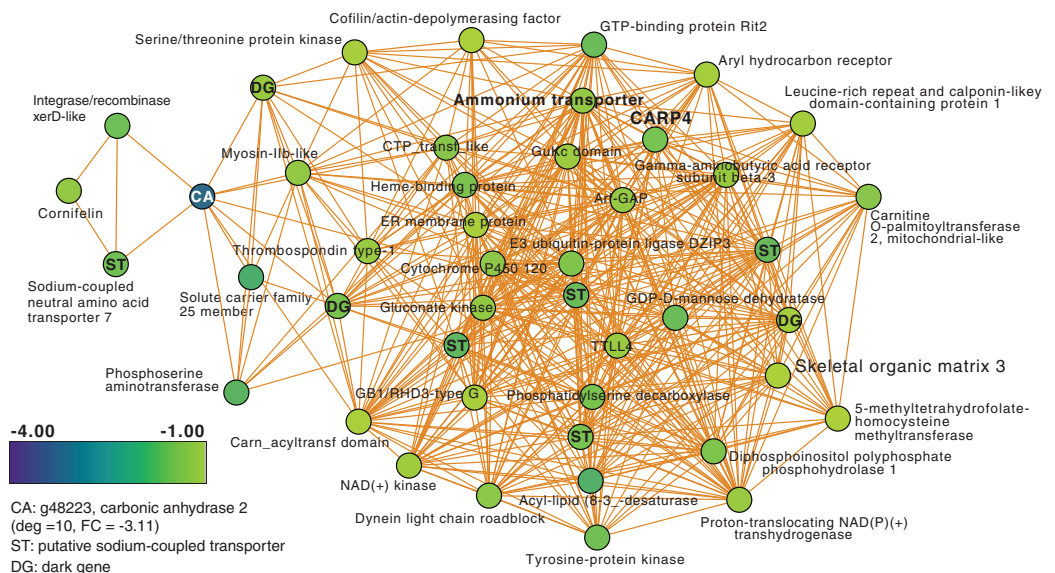 Cofilin/actin-depolymerasing factor
GTP-binding protein Rit2
Serine/threonine protein kinase
Aryl hydrocarbon receptor
DG
Leucine-rich repeat and calponin-likey
domain-containing protein 1
Integrase/recombinase
xerD-like
Ammonium transporter
CARP4
Myosin-IIb-like
CTP_transf_like
GuKc domain
Gamma-aminobutyric acid receptor
subunit beta-3
Heme-binding protein
Arf-GAP
CA
Cornifelin
ER membrane protein
Carnitine
O-palmitoyltransferase
2, mitochondrial-like
Thrombospondin type-1
E3 ubiquitin-protein ligase DZIP3
ST
ST
Cytochrome P450 120
Sodium-coupled
neutral amino acid
transporter 7
Solute carrier family
25 member
DG
Gluconate kinase
ST
GDP-D-mannose dehydratase
DG
ST
TTLL4
Skeletal organic matrix 3
Phosphoserine
aminotransferase
GB1/RHD3-type G
Phosphatidylserine decarboxylase
5-methyltetrahydrofolate-
homocysteine
methyltransferase
-4.00
-1.00
Carn_acyltransf domain
ST
Diphosphoinositol polyphosphate
phosphohydrolase 1
NAD(+) kinase
Acyl-lipid (8-3_-desaturase
Dynein light chain roadblock
Proton-translocating NAD(P)(+)
transhydrogenase
Tyrosine-protein kinase
CA: g48223, carbonic anhydrase 2
(deg =10, FC = -3.11)
ST: putative sodium-coupled transporter
DG: dark gene